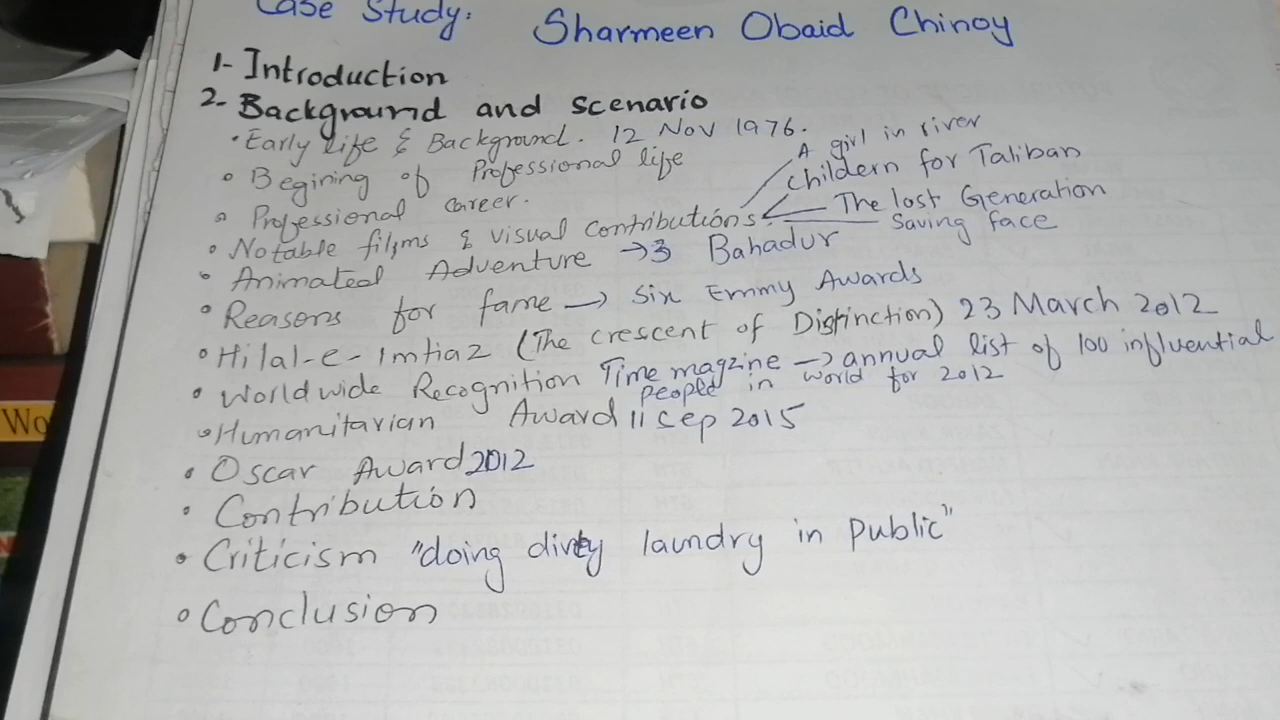 Case Study: Sharmeen Obaid Chinoy
1- Introduction
2- Background and scenario
• Early life & Background. 12 Nov 1976.
• Begining of Professional life
• Professional career.
• Notable films & visual contributions
A girl in river
Childern for Taliban
The lost Generation
Saving face
• Animated Adventure → 3 Bahadur
• Reasons for fame → Six Emmy Awards
• Hilal-e-Imtiaz (The crescent of Distinction) 23 March 2012
• Worldwide Recognition Time magzine → annual list of 100 influential
people in world for 2012
• Humanitarian Award 11 Sep 2015
• Oscar Award 2012
• Contribution
• Criticism "doing dirty laundry in public"
• Conclusion
Wo